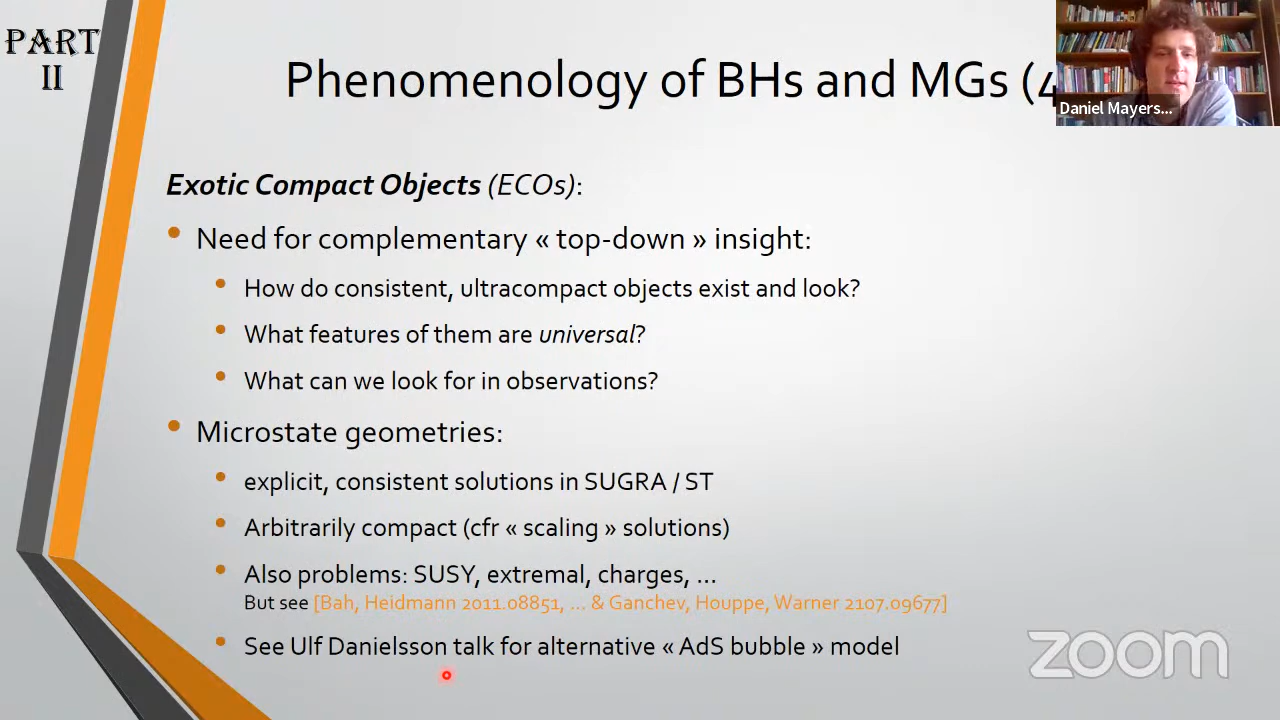 PART
II
Phenomenology of BHs and MGs (4
Daniel Mayers...
Exotic Compact Objects (ECOs):
• Need for complementary « top-down » insight:
• How do consistent, ultracompact objects exist and look?
• What features of them are universal?
• What can we look for in observations?
• Microstate geometries:
• explicit, consistent solutions in SUGRA / ST
• Arbitrarily compact (cfr « scaling » solutions)
• Also problems: SUSY, extremal, charges, ...
But see [Bah, Heidmann 2011.08851, ... & Ganchev, Houppe, Warner 2107.09677]
• See Ulf Danielsson talk for alternative « AdS bubble » model
zoom